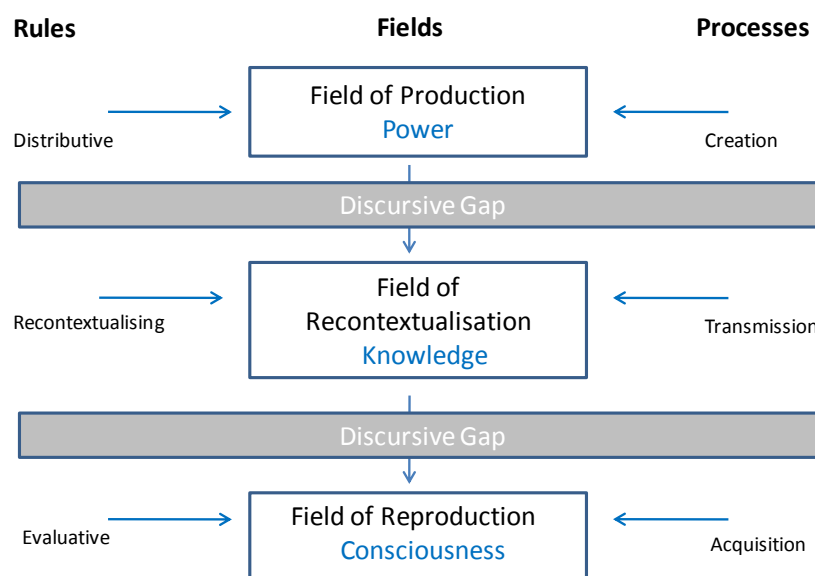 Rules Fields Processes
Field of Production
Power
Distributive Creation
Discursive Gap
Field of
Recontextualisation
Knowledge
Recontextualising Transmission
Discursive Gap
Field of Reproduction
Consciousness
Evaluative Acquisition